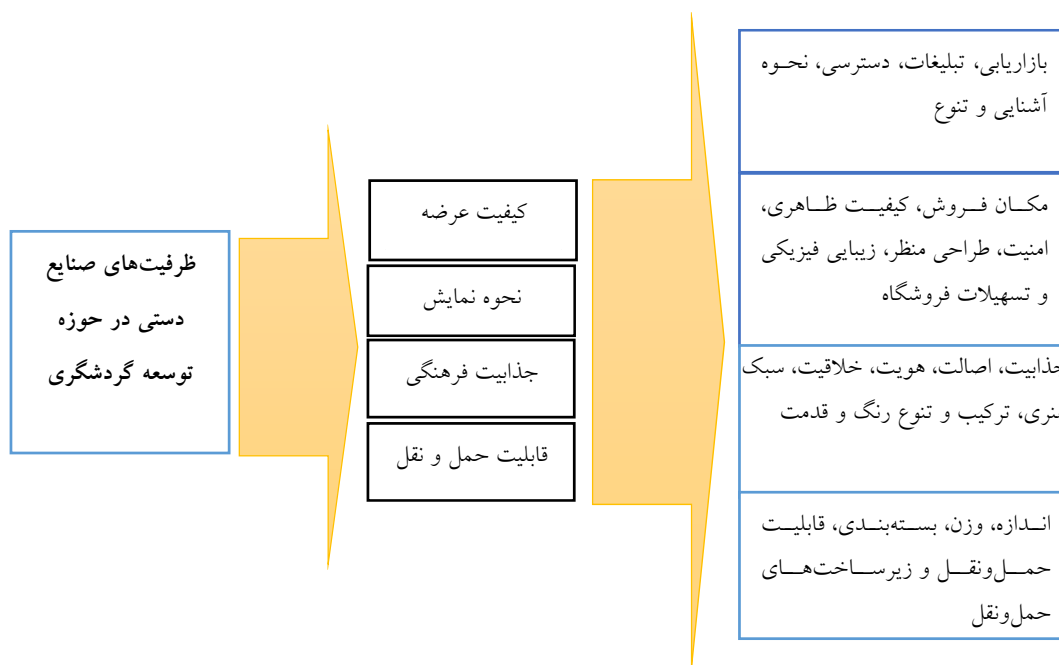 ظرفیت‌های صنایع
دستی در حوزه
توسعه گردشگری
کیفیت عرضه
نحوه نمایش
جذابیت فرهنگی
قابلیت حمل و نقل
بازاریابی، تبلیغات، دسترسی، نحوه
آشنایی و تنوع
مکان فروش، کیفیت ظاهری،
امنیت، طراحی منظر، زیبایی فیزیکی
و تسهیلات فروشگاه
جذابیت، اصالت، هویت، خلاقیت، سبک
ترکیب و تنوع رنگ و قدمت
اندازه، وزن، بسته‌بندی، قابلیت
حمل‌ونقل و زیرساخت‌های
حمل‌ونقل